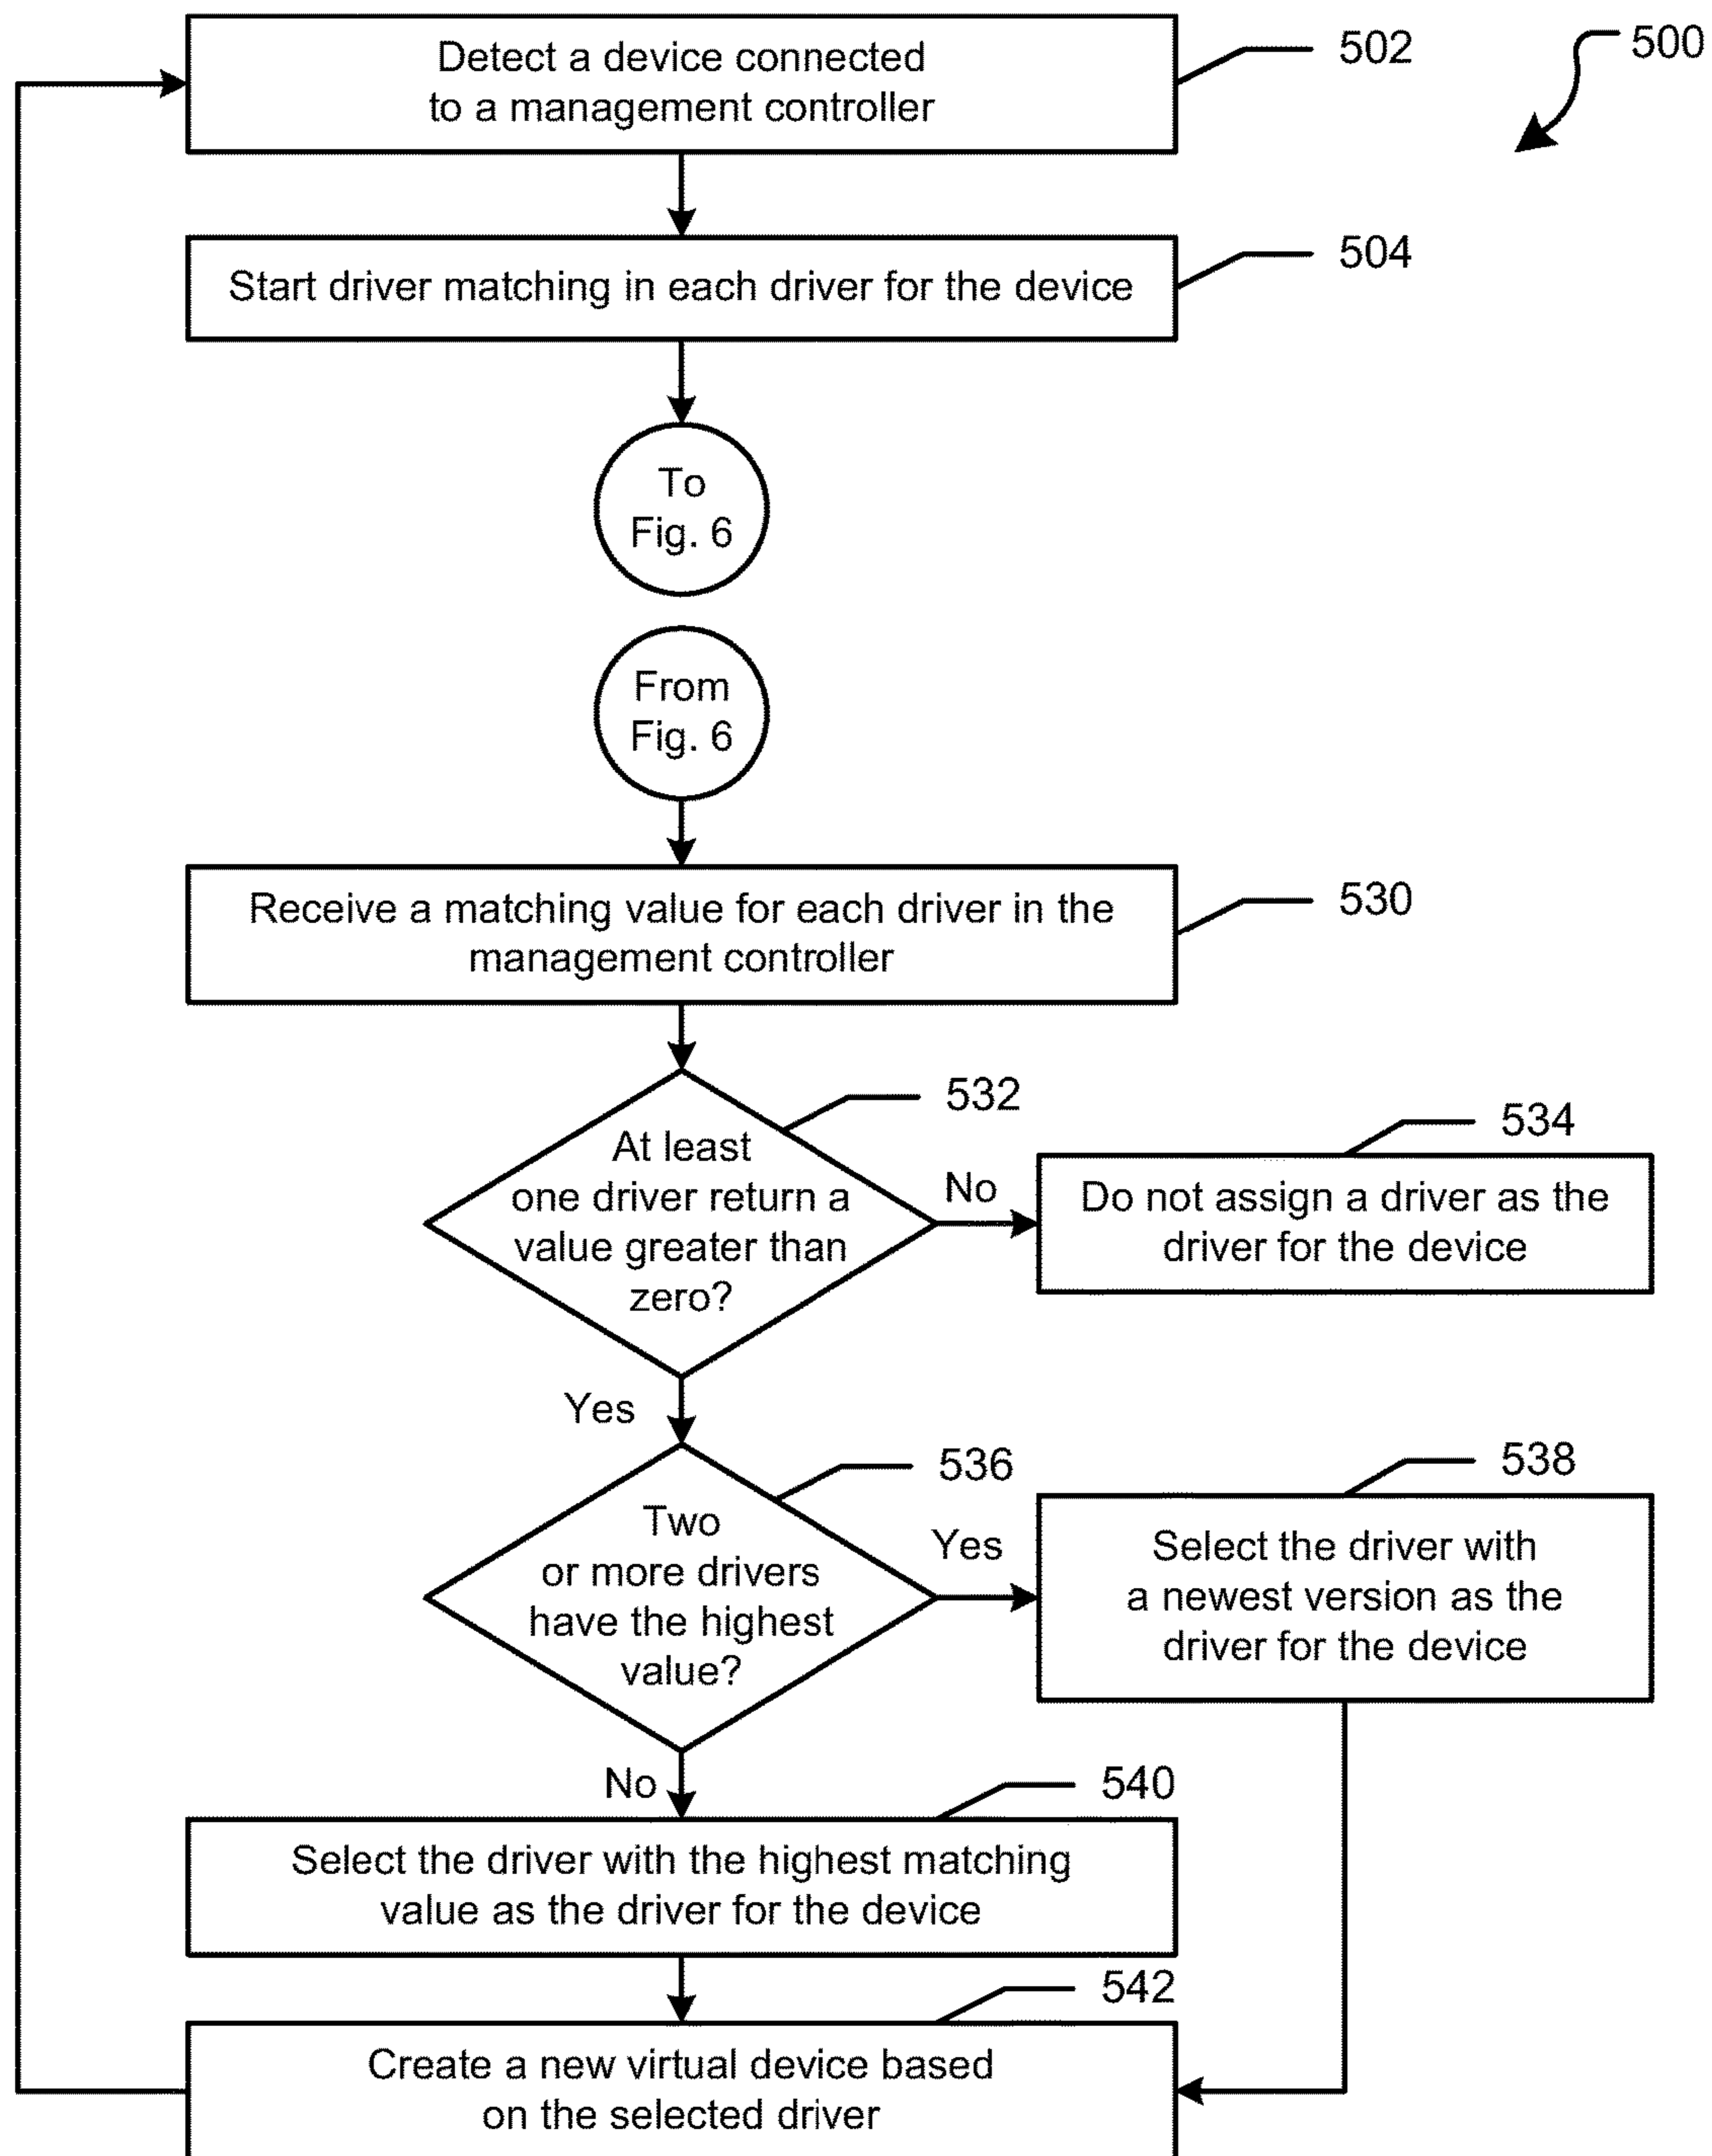 500
Detect a device connected
to a management controller
502
Start driver matching in each driver for the device
504
To
Fig. 6
From
Fig. 6
Receive a matching value for each driver in the
management controller
530
At least
one driver return a
value greater than
zero?
532
No
Do not assign a driver as the
driver for the device
534
Yes
Two
or more drivers
have the highest
value?
536
Yes
Select the driver with
a newest version as the
driver for the device
538
No
Select the driver with the highest matching
value as the driver for the device
540
Create a new virtual device based
on the selected driver
542